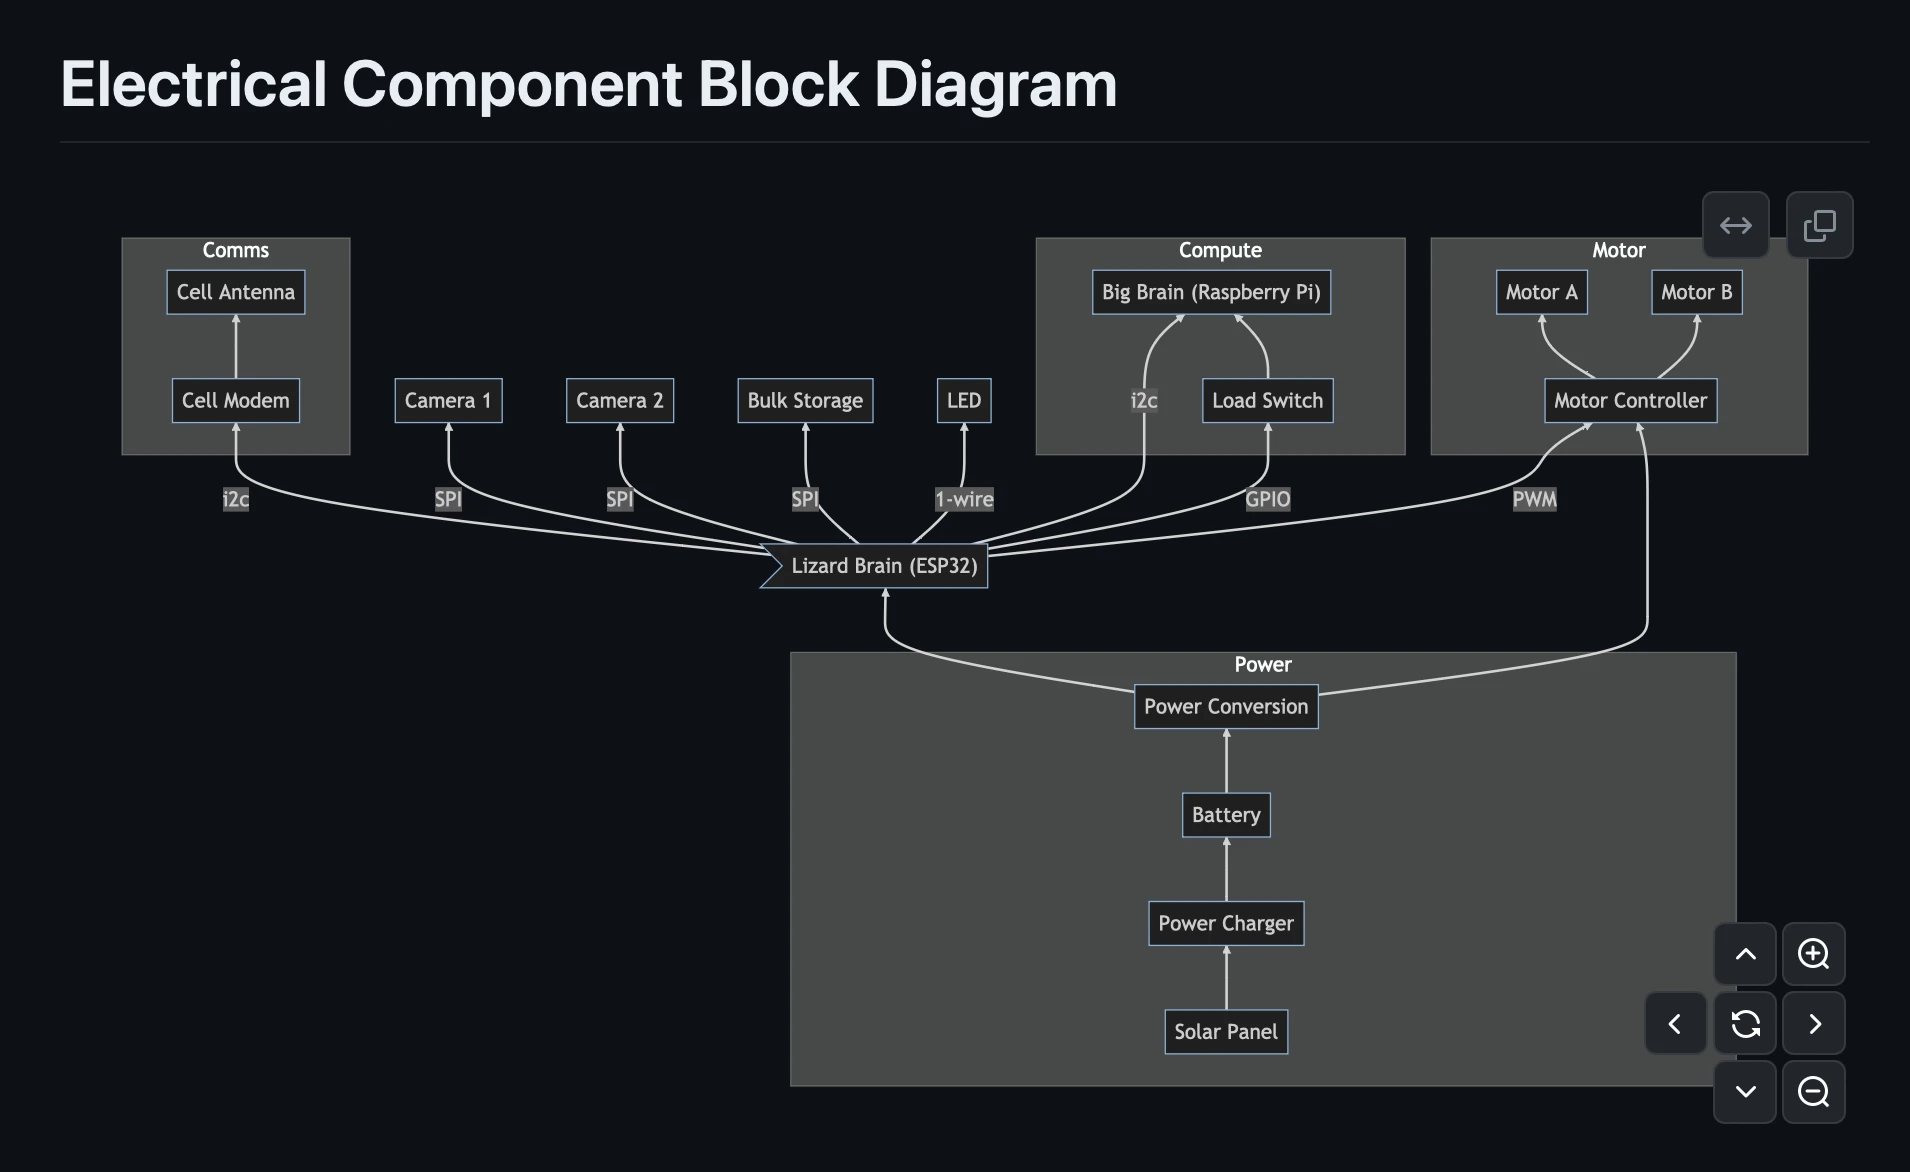 Electrical Component Block Diagram
Comms
Compute
Motor
Cell Antenna
Big Brain (Raspberry Pi)
Motor A
Motor B
Cell Modem
Camera 1
Camera 2
Bulk Storage
LED
i2c
Load Switch
Motor Controller
i2c
SPI
SPI
SPI
1-wire
GPIO
PWM
Lizard Brain (ESP32)
Power
Power Conversion
Battery
Power Charger
Solar Panel